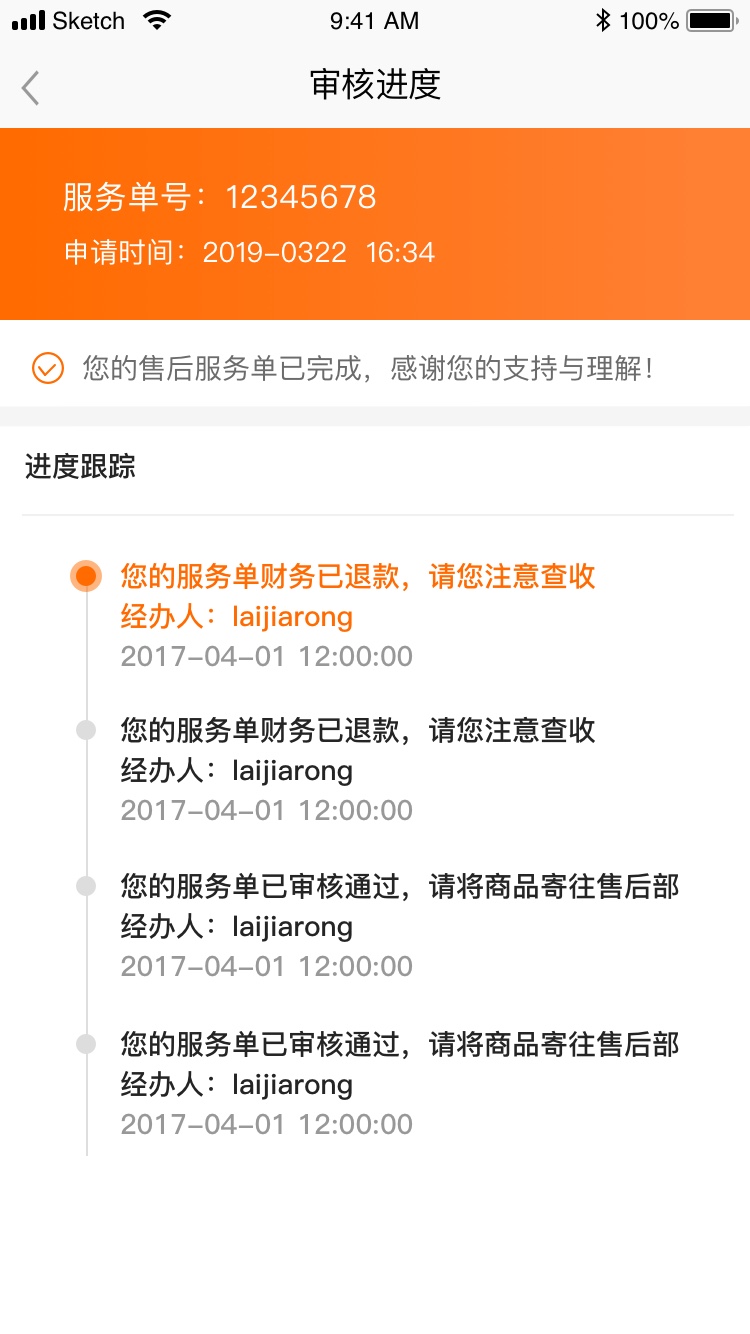 Sketch 9:41 AM 100%
审核进度
服务单号：12345678
申请时间：2019-0322 16:34
您的售后服务单已完成，感谢您的支持与理解！
进度跟踪
您的服务单财务已退款，请您注意查收
经办人：laijiarong
2017-04-01 12:00:00
您的服务单财务已退款，请您注意查收
经办人：laijiarong
2017-04-01 12:00:00
您的服务单已审核通过，请将商品寄往售后部
经办人：laijiarong
2017-04-01 12:00:00
您的服务单已审核通过，请将商品寄往售后部
经办人：laijiarong
2017-04-01 12:00:00